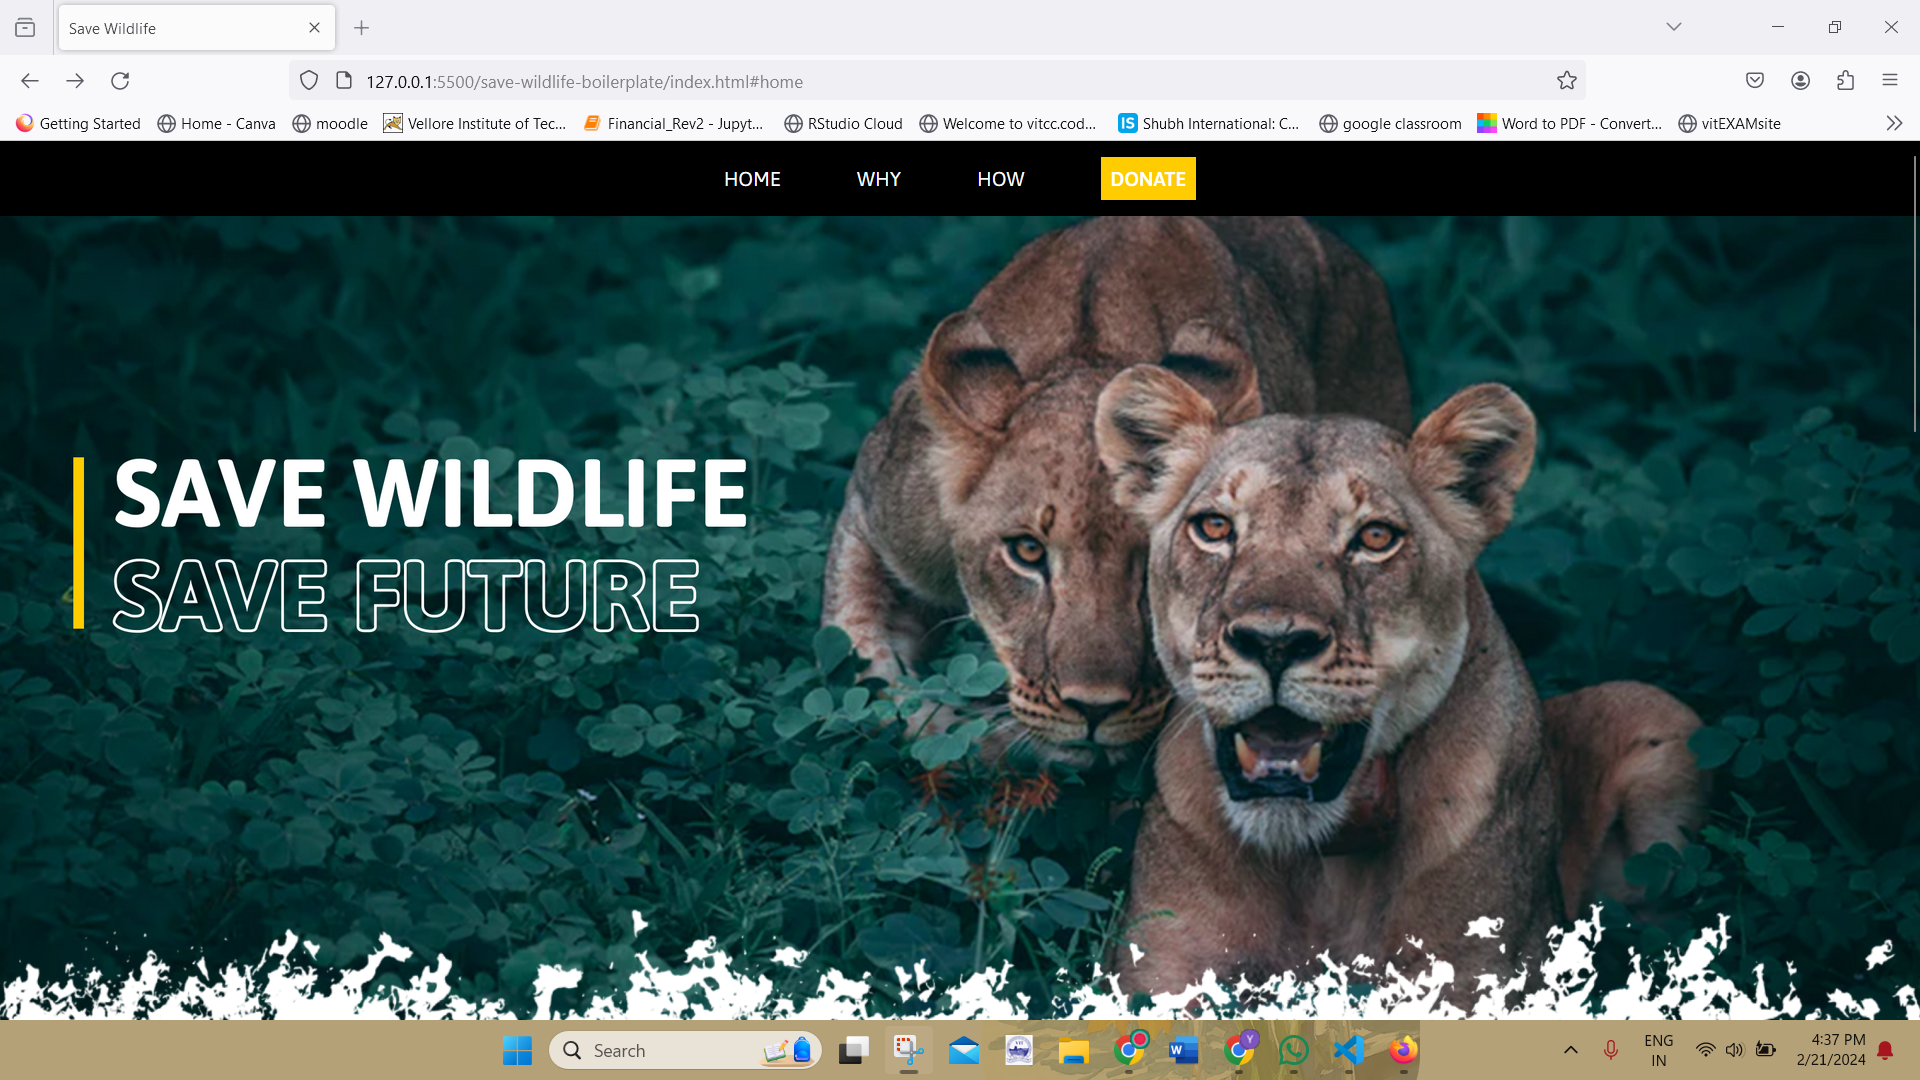 Save Wildlife
127.0.0.1:5500/save-wildlife-boilerplate/index.html#home
Getting Started Home - Canva moodle Vellore Institute of Tec... Financial_Rev2 - Jupyt... RStudio Cloud Welcome to vitcc.cod... IS Shubh International: C... google classroom Word to PDF - Convert... vitEXAMsite
HOME WHY HOW DONATE
SAVE WILDLIFE
SAVE FUTURE
Search
W
Y
ENG
IN
4:37 PM
2/21/2024